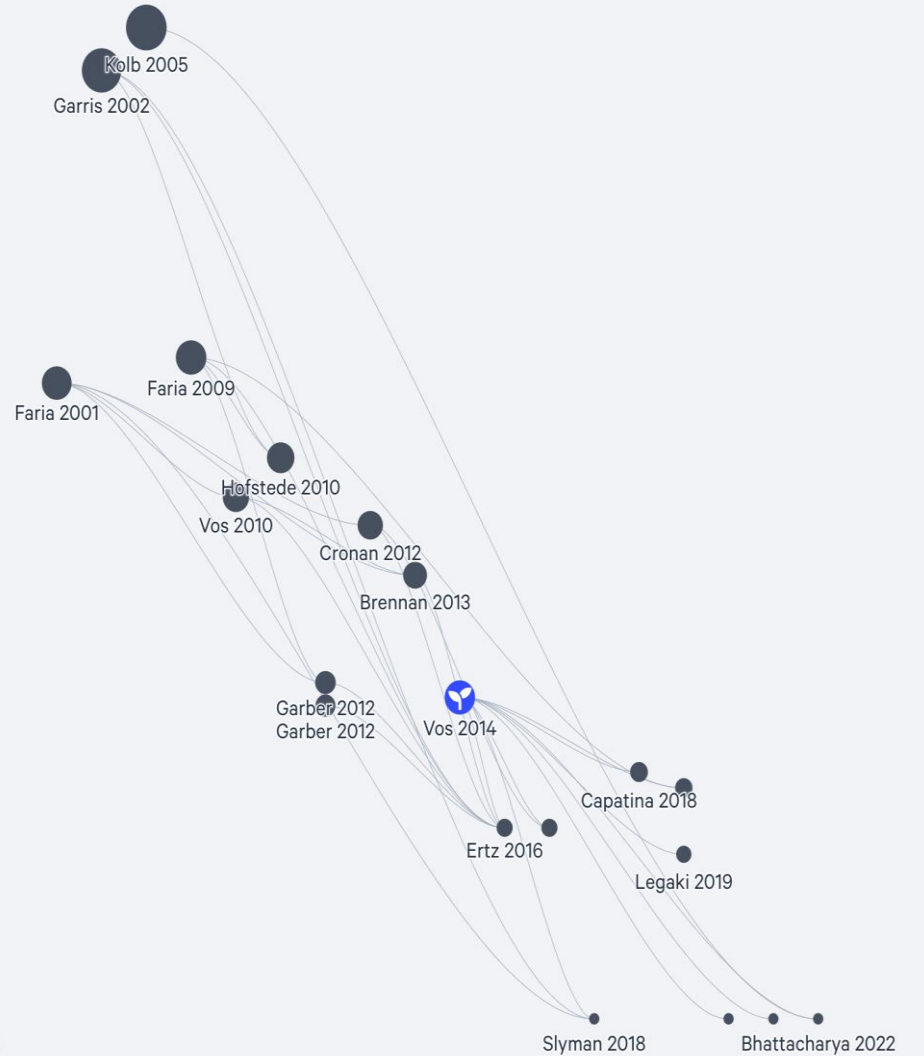 Kolb 2005
Garris 2002
Faria 2009
Faria 2001
Hofstede 2010
Vos 2010
Cronan 2012
Brennan 2013
Garber 2012
Garber 2012
Vos 2014
Capatina 2018
Ertz 2016
Legaki 2019
Slyman 2018
Bhattacharya 2022